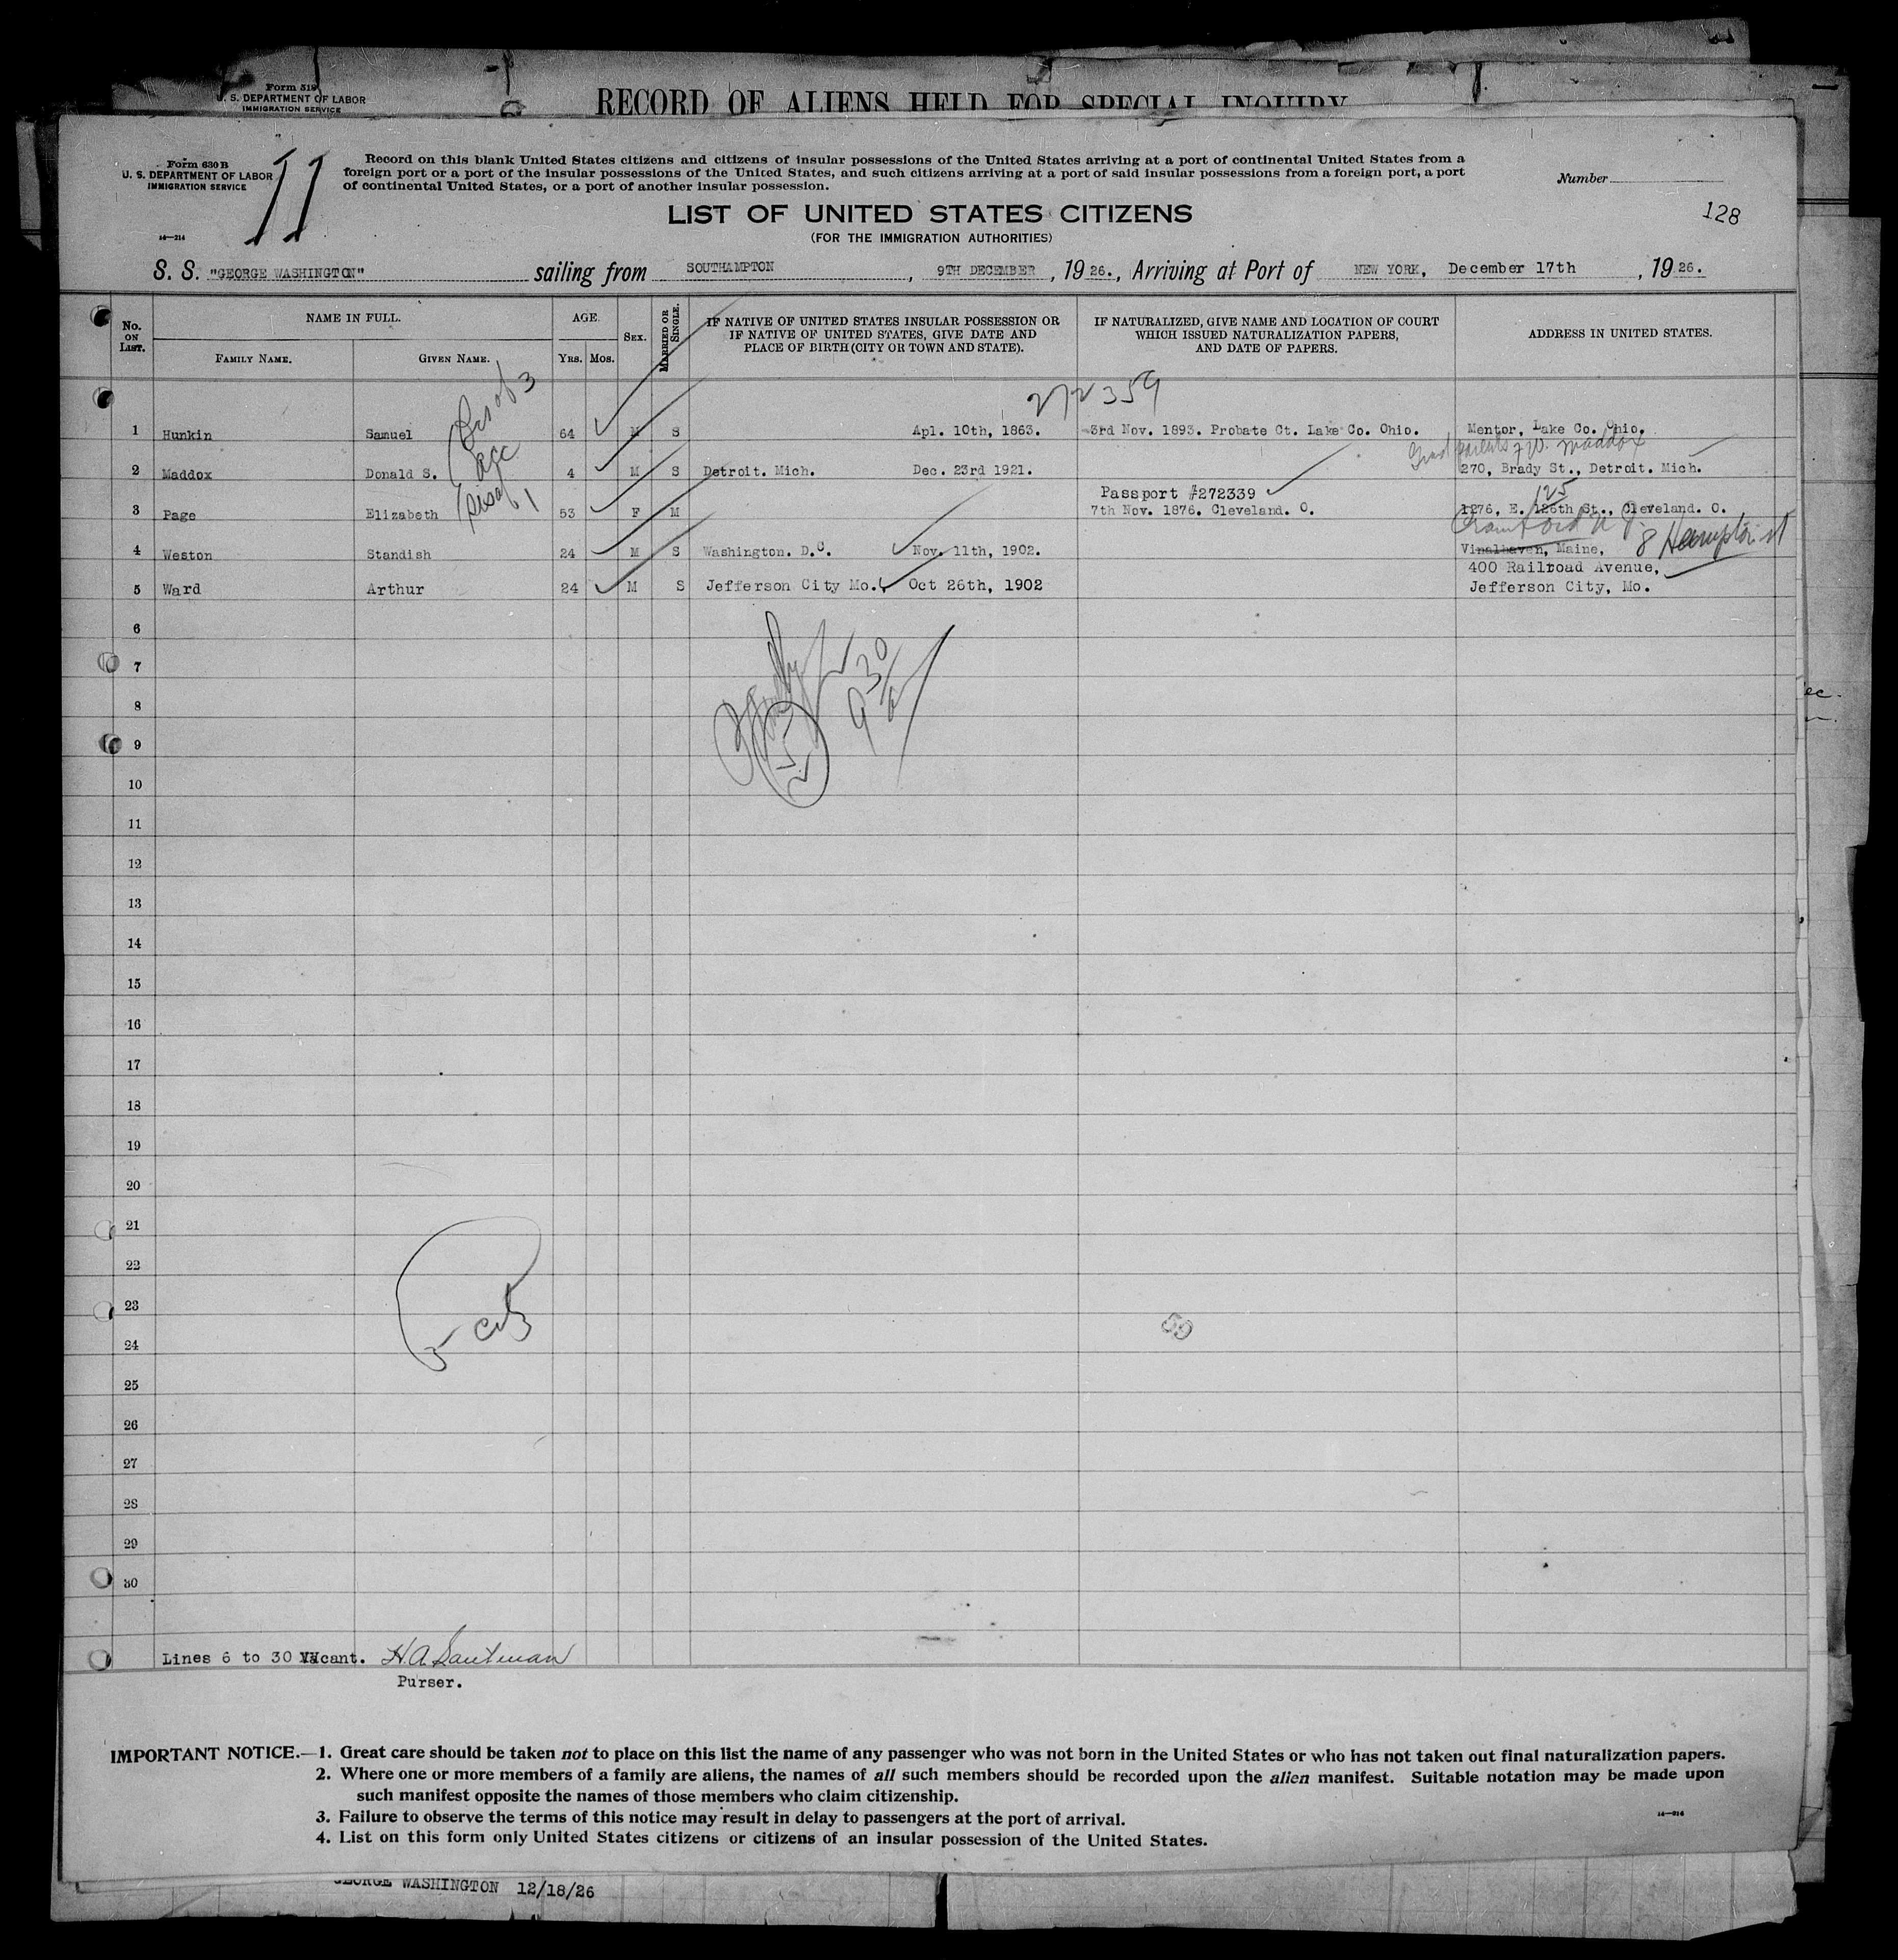 Form 519
U. S. DEPARTMENT OF LABOR
IMMIGRATION SERVICE
RECORD OF ALIENS HELD FOR SPECIAL INQUIRY
Form 630 B
U. S. DEPARTMENT OF LABOR
IMMIGRATION SERVICE
14—214
11
Record on this blank United States citizens and citizens of insular possessions of the United States arriving at a port of continental United States from a
foreign port or a port of the insular possessions of the United States, and such citizens arriving at a port of said insular possessions from a foreign port, a port
of continental United States, or a port of another insular possession.
Number
128
LIST OF UNITED STATES CITIZENS
(FOR THE IMMIGRATION AUTHORITIES)
S. S. "GEORGE WASHINGTON" sailing from SOUTHAMPTON, 9TH DECEMBER, 1926., Arriving at Port of NEW YORK, December 17th, 1926.
No. ON LIST.
NAME IN FULL.
FAMILY NAME. GIVEN NAME.
AGE.
YRS. MOS.
SEX.
MARRIED OR SINGLE.
IF NATIVE OF UNITED STATES INSULAR POSSESSION OR
IF NATIVE OF UNITED STATES, GIVE DATE AND
PLACE OF BIRTH (CITY OR TOWN AND STATE).
IF NATURALIZED, GIVE NAME AND LOCATION OF COURT
WHICH ISSUED NATURALIZATION PAPERS,
AND DATE OF PAPERS.
ADDRESS IN UNITED STATES.
272359
1 Hunkin Samuel 64 M S Apl. 10th, 1863. 3rd Nov. 1893. Probate Ct. Lake Co. Ohio. Mentor, Lake Co. Ohio.
W. Maddox
2 Maddox Donald S. 4 M S Detroit. Mich. Dec. 23rd 1921. 270, Brady St., Detroit. Mich.
acc
Passport #272339
125
3 Page Elizabeth 53 F M 7th Nov. 1876. Cleveland. O. 1276, E. 126th St., Cleveland. O.
Cranford N J.
4 Weston Standish 24 M S Washington. D.C. Nov. 11th, 1902. Vinalhaven, Maine, 8 Hampton st
400 Railroad Avenue,
5 Ward Arthur 24 M S Jefferson City Mo. Oct 26th, 1902 Jefferson City, Mo.
6
7
8
9
10
11
12
13
14
15
16
17
18
19
20
21
22
23
24
25
26
27
28
29
30
5 cit
59
Lines 6 to 30 Vacant.
Purser.
IMPORTANT NOTICE.—1. Great care should be taken not to place on this list the name of any passenger who was not born in the United States or who has not taken out final naturalization papers.
2. Where one or more members of a family are aliens, the names of all such members should be recorded upon the alien manifest. Suitable notation may be made upon
such manifest opposite the names of those members who claim citizenship.
3. Failure to observe the terms of this notice may result in delay to passengers at the port of arrival.
4. List on this form only United States citizens or citizens of an insular possession of the United States.
14—214
GEORGE WASHINGTON 12/18/26